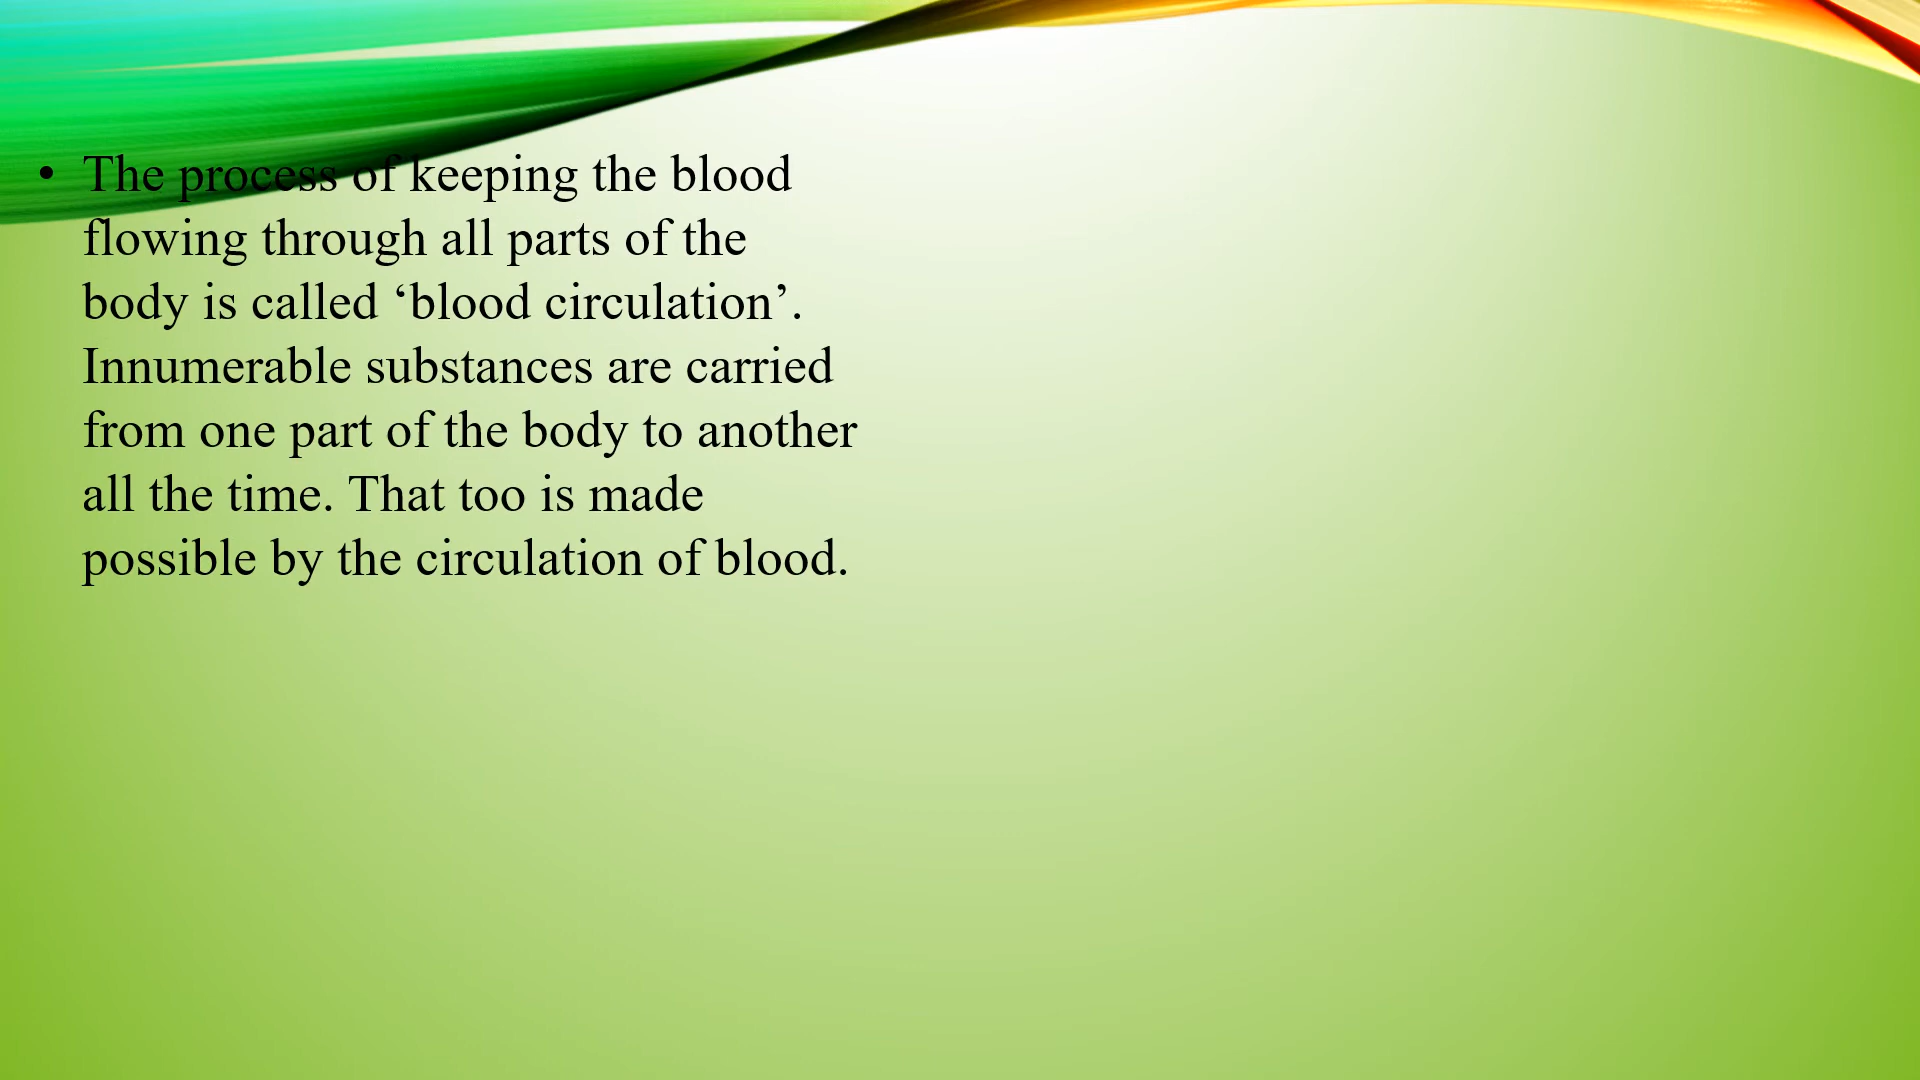 • The process of keeping the blood
flowing through all parts of the
body is called ‘blood circulation’.
Innumerable substances are carried
from one part of the body to another
all the time. That too is made
possible by the circulation of blood.